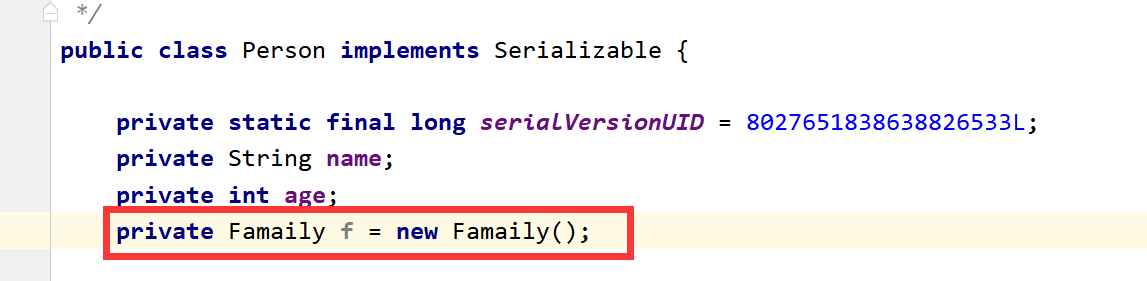 */
public class Person implements Serializable {
private static final long serialVersionUID = 8027651838638826533L;
private String name;
private int age;
private Famaily f = new Famaily();